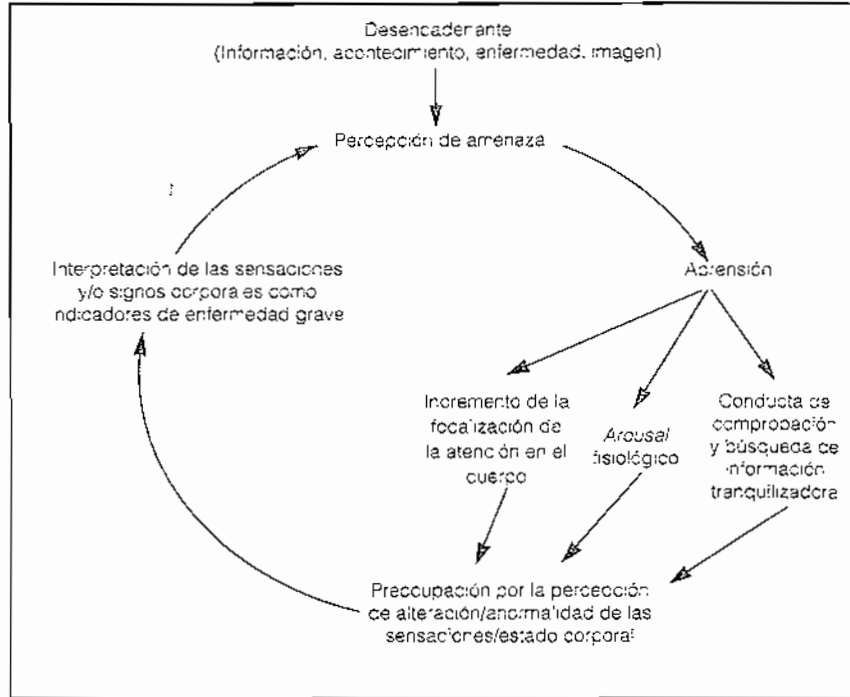 Desencadenante
(Información, acontecimiento, enfermedad, imagen)
Percepción de amenaza
Interpretación de las sensaciones
y/o signos corporales como
indicadores de enfermedad grave
Aprensión
Incremento de la
focalización de
la atención en el
cuerpo
Arousal
fisiológico
Conducta de
comprobación
y búsqueda de
información
tranquilizadora
Preocupación por la percepción
de alteración/anormalidad de las
sensaciones/estado corporal